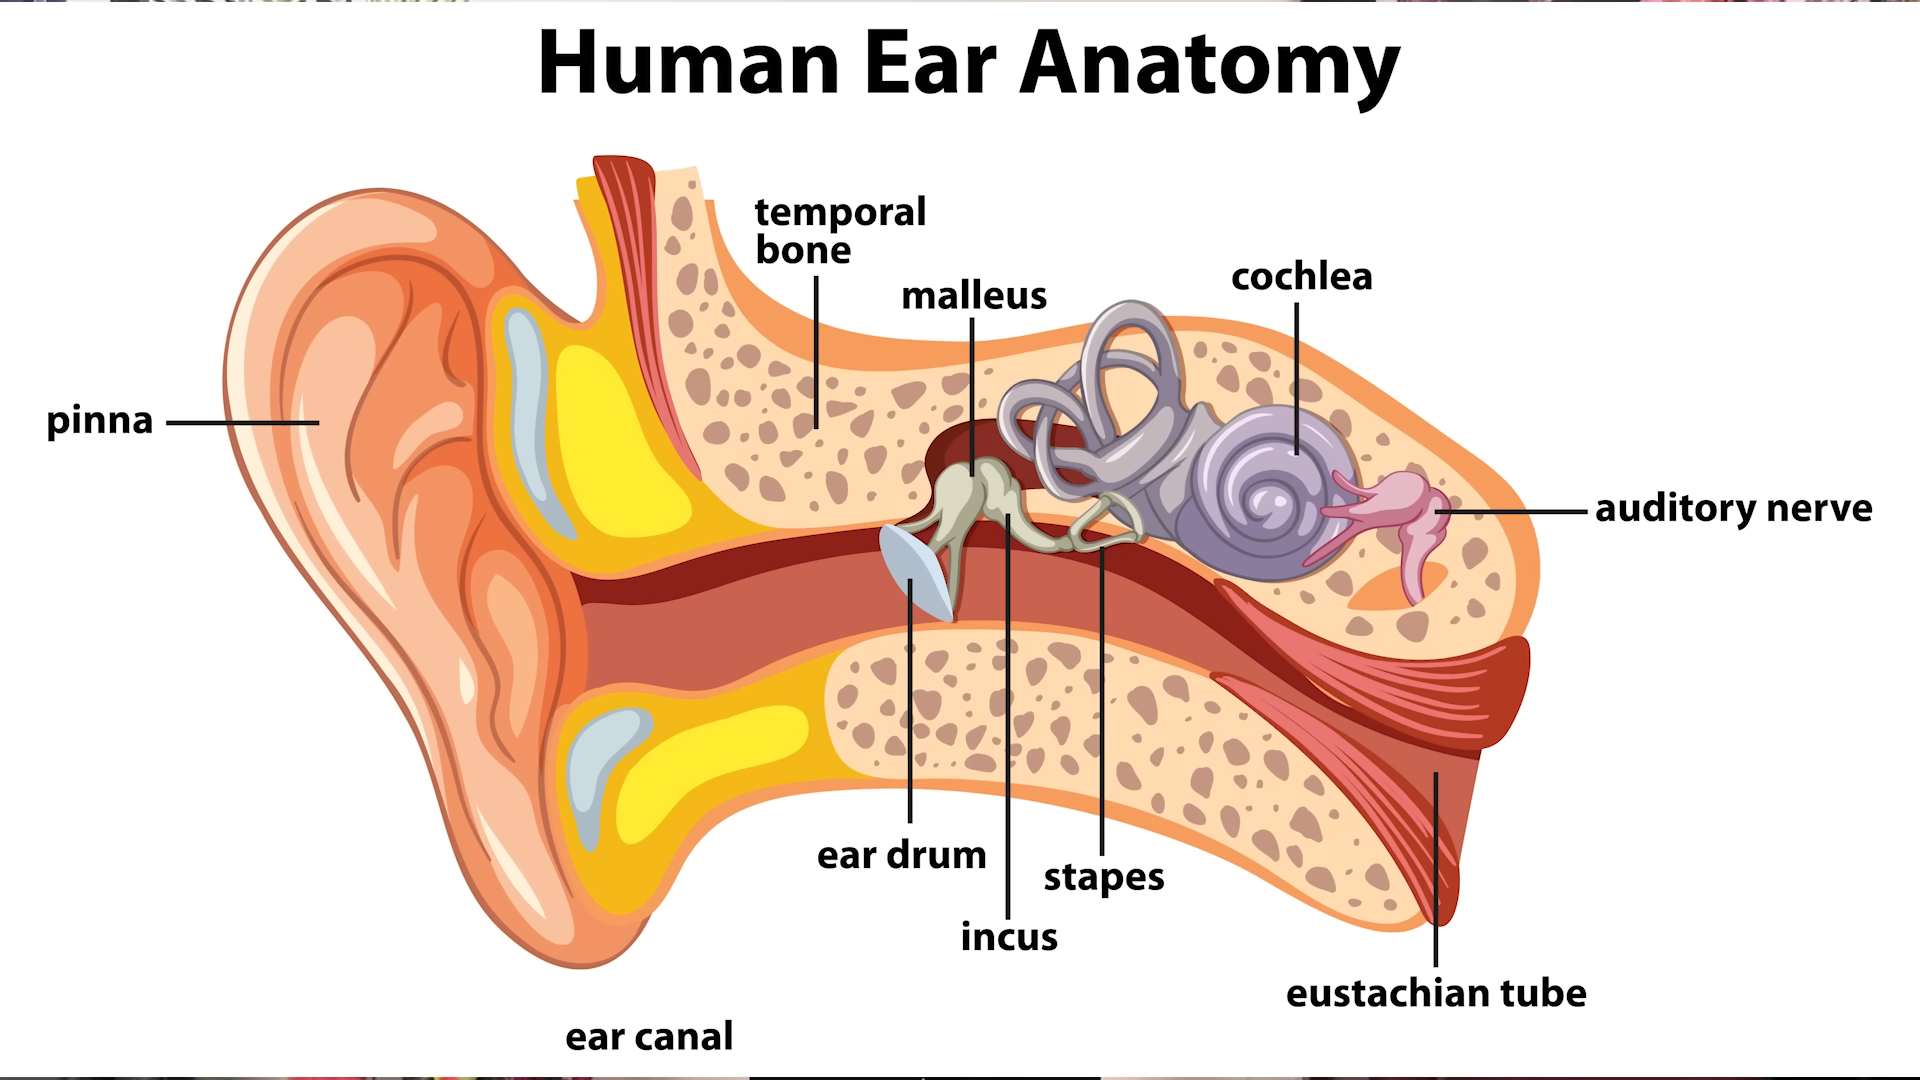 Human Ear Anatomy
temporal
bone
malleus
cochlea
pinna
auditory nerve
ear drum
stapes
incus
eustachian tube
ear canal